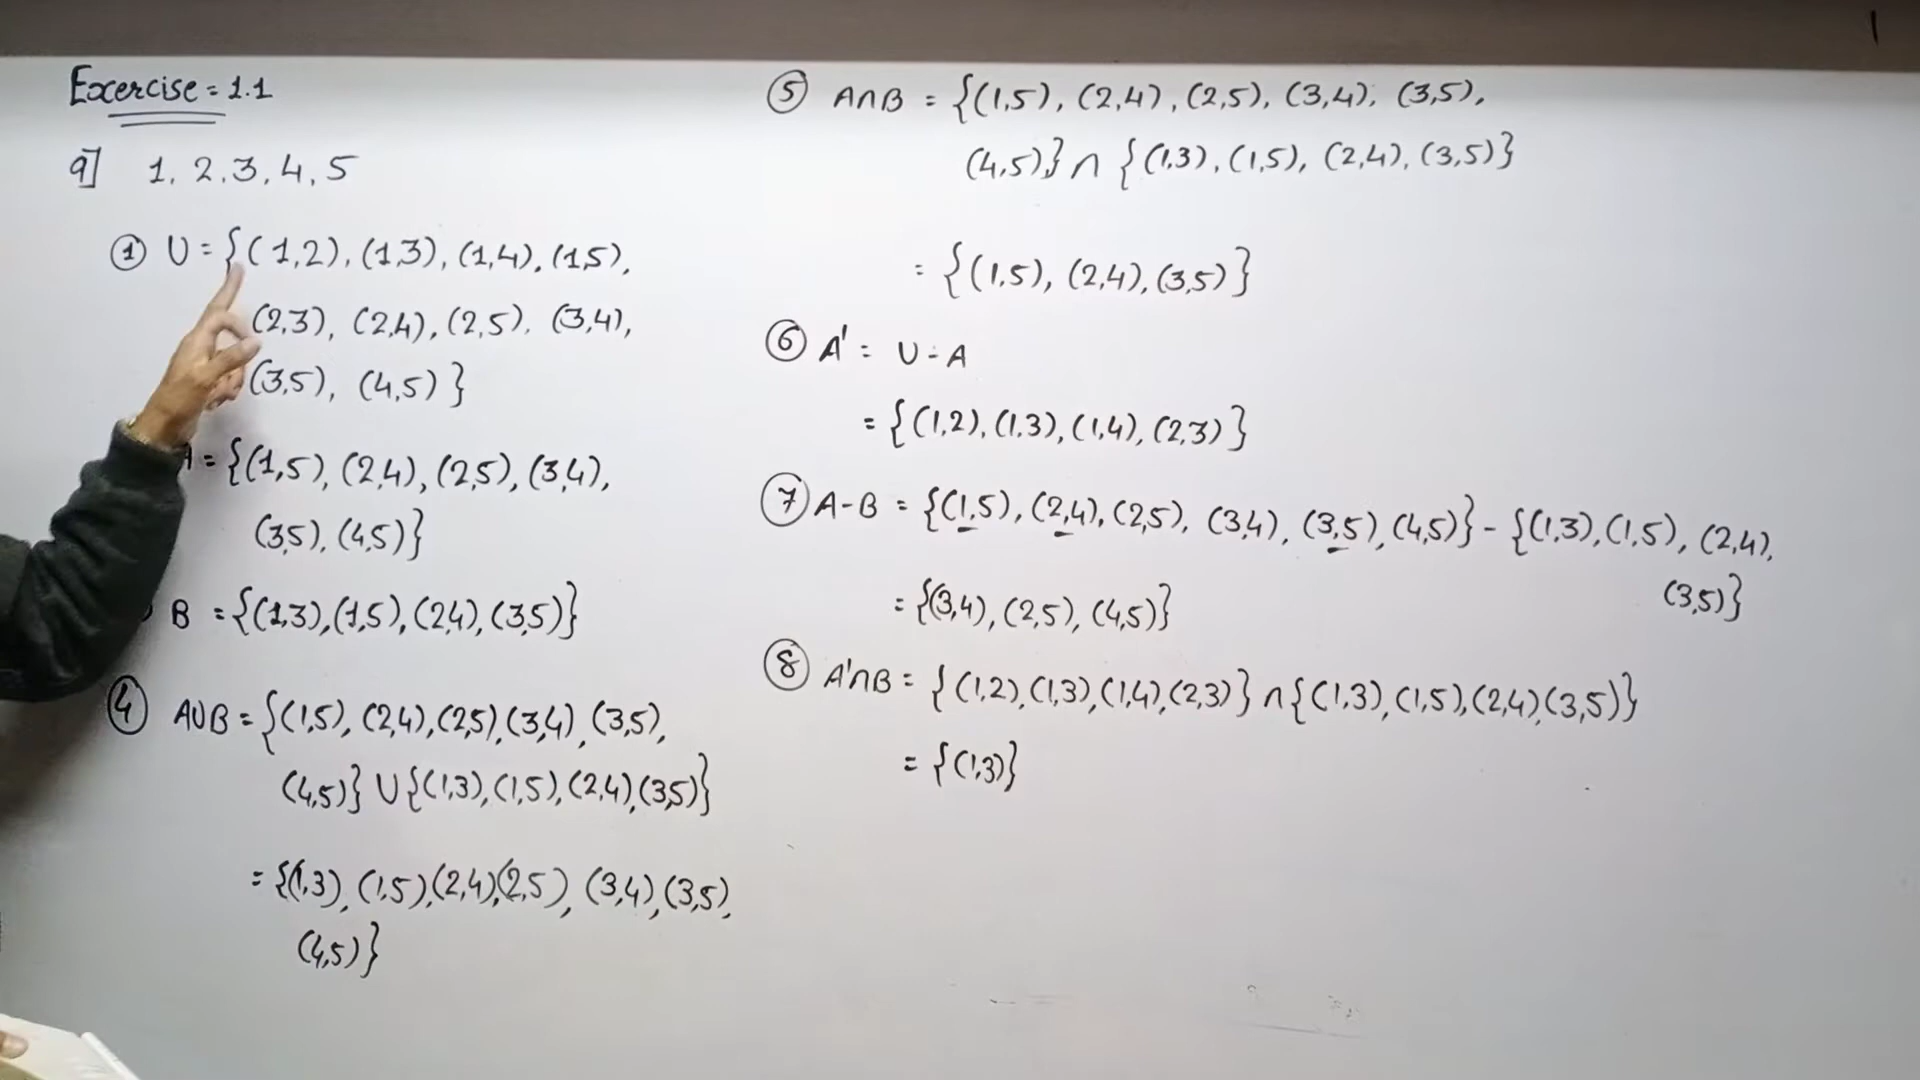 Excercise = 1.1
9] 1, 2, 3, 4, 5
① U = {(1,2), (1,3), (1,4), (1,5),
(2,3), (2,4), (2,5), (3,4),
(3,5), (4,5)}
A = {(1,5), (2,4), (2,5), (3,4),
(3,5), (4,5)}
B = {(1,3), (1,5), (2,4), (3,5)}
④ A∪B = {(1,5), (2,4), (2,5), (3,4), (3,5),
(4,5)} ∪ {(1,3), (1,5), (2,4), (3,5)}
= {(1,3), (1,5), (2,4), (2,5), (3,4), (3,5),
(4,5)}
⑤ A∩B = {(1,5), (2,4), (2,5), (3,4), (3,5),
(4,5)} ∩ {(1,3), (1,5), (2,4), (3,5)}
= {(1,5), (2,4), (3,5)}
⑥ A' = U - A
= {(1,2), (1,3), (1,4), (2,3)}
⑦ A-B = {(1,5), (2,4), (2,5), (3,4), (3,5), (4,5)} - {(1,3), (1,5), (2,4),
(3,5)}
= {(3,4), (2,5), (4,5)}
⑧ A'∩B = {(1,2), (1,3), (1,4), (2,3)} ∩ {(1,3), (1,5), (2,4), (3,5)}
= {(1,3)}